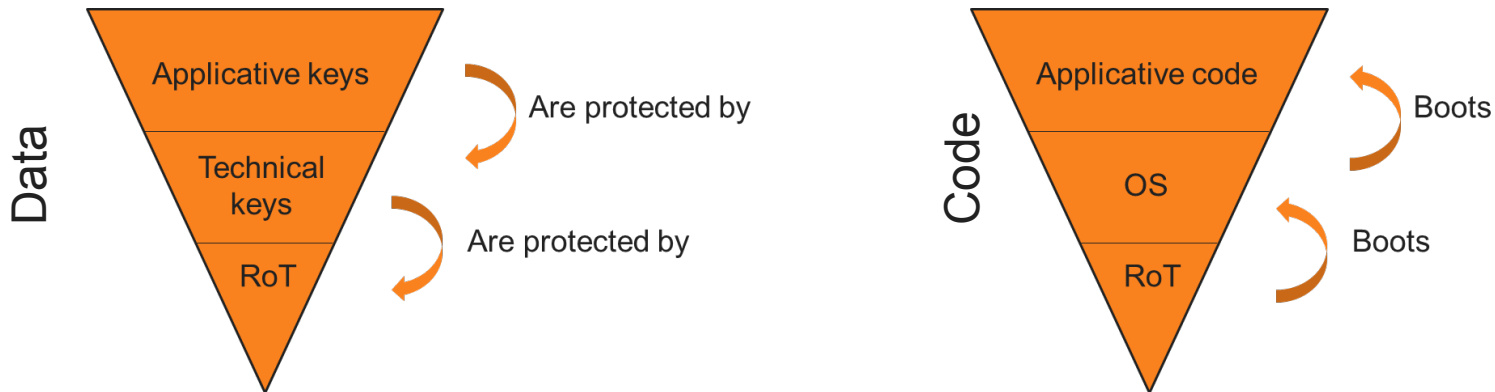 Data
Applicative keys
Are protected by
Technical
keys
Are protected by
RoT
Code
Applicative code
Boots
OS
Boots
RoT